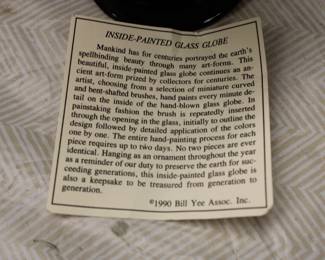 INSIDE-PAINTED GLASS GLOBE
Mankind has for centuries portrayed the earth's
spellbinding beauty through many art-forms. This
beautiful, inside-painted glass globe continues as an-
cient art-form prized by collectors for centuries. The
artist, choosing from a selection of miniature curved
and bent-shafted brushes, hand paints every minute de-
tail on the inside of the hand-blown glass globe. In
painstaking fashion the brush is repeatedly inserted
through the opening in the glass, initially to outline the
design followed by detailed application of the colors
one by one. The entire hand-painting process for each
piece requires up to two days. No two pieces are ever
identical. Hanging as an ornament throughout the year
as a reminder of our duty to preserve the earth for suc-
ceeding generations, this inside-painted glass globe is
also a keepsake to be treasured from generation to
generation.
©1990 Bill Yee Assoc. Inc.